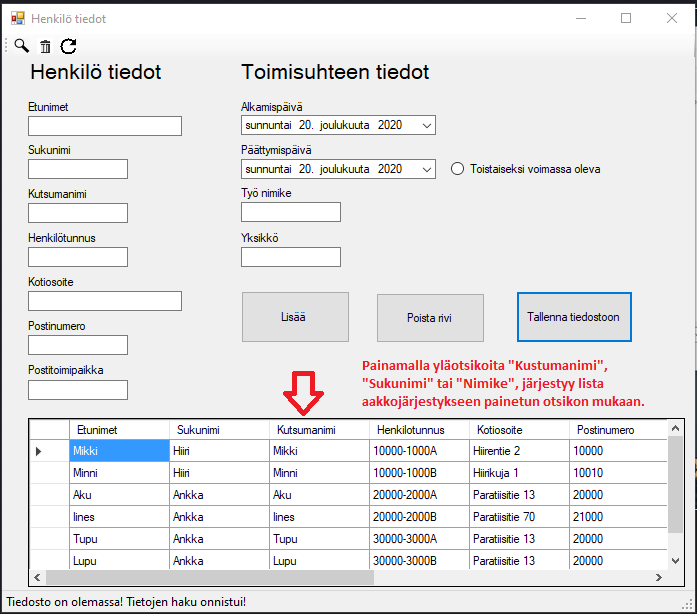 Henkilö tiedot
Henkilö tiedot
Toimisuhteen tiedot
Etunimet
Sukunimi
Kutsumanimi
Henkilötunnus
Kotiosoite
Postinumero
Postitoimipaikka
Alkamispäivä
sunnuntai 20. joulukuuta 2020
Päättymispäivä
sunnuntai 20. joulukuuta 2020
Toistaiseksi voimassa oleva
Työ nimike
Yksikkö
Lisää
Poista rivi
Tallenna tiedostoon
Painamalla yläotsikoita "Kustumanimi",
"Sukunimi" tai "Nimike", järjestyy lista
aakkojärjestykseen painetun otsikon mukaan.
Etunimet Sukunimi Kutsumanimi Henkilotunnus Kotiosoite Postinumero
Mikki Hiiri Mikki 10000-1000A Hiirentie 2 10000
Minni Hiiri Minni 10000-1000B Hiirikuja 1 10010
Aku Ankka Aku 20000-2000A Paratiisitie 13 20000
Iines Ankka Iines 20000-2000B Paratiisitie 70 21000
Tupu Ankka Tupu 30000-3000A Paratiisitie 13 20000
Lupu Ankka Lupu 30000-3000B Paratiisitie 13 20000
Tiedosto on olemassa! Tietojen haku onnistui!